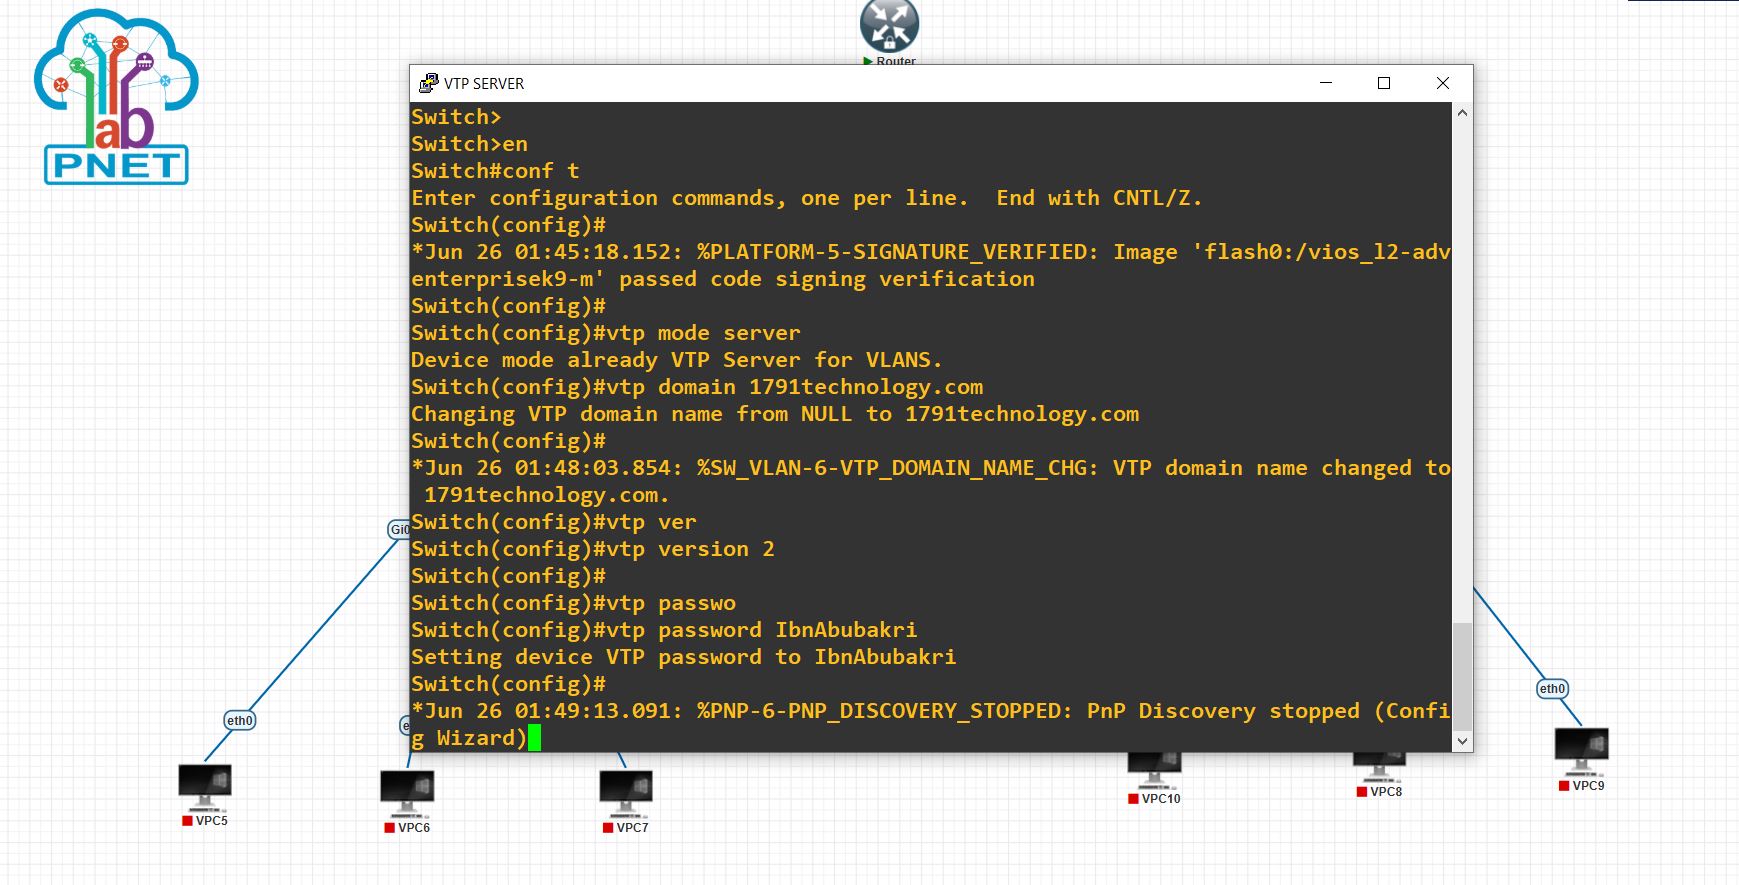 lab
PNET
Router
VTP SERVER
Switch>
Switch>en
Switch#conf t
Enter configuration commands, one per line.  End with CNTL/Z.
Switch(config)#
*Jun 26 01:45:18.152: %PLATFORM-5-SIGNATURE_VERIFIED: Image 'flash0:/vios_l2-adv
enterprisek9-m' passed code signing verification
Switch(config)#
Switch(config)#vtp mode server
Device mode already VTP Server for VLANS.
Switch(config)#vtp domain 1791technology.com
Changing VTP domain name from NULL to 1791technology.com
Switch(config)#
*Jun 26 01:48:03.854: %SW_VLAN-6-VTP_DOMAIN_NAME_CHG: VTP domain name changed to
 1791technology.com.
Switch(config)#vtp ver
Switch(config)#vtp version 2
Switch(config)#
Switch(config)#vtp passwo
Switch(config)#vtp password IbnAbubakri
Setting device VTP password to IbnAbubakri
Switch(config)#
*Jun 26 01:49:13.091: %PNP-6-PNP_DISCOVERY_STOPPED: PnP Discovery stopped (Confi
g Wizard)
Gi0
eth0
e
eth0
VPC5
VPC6
VPC7
VPC10
VPC8
VPC9